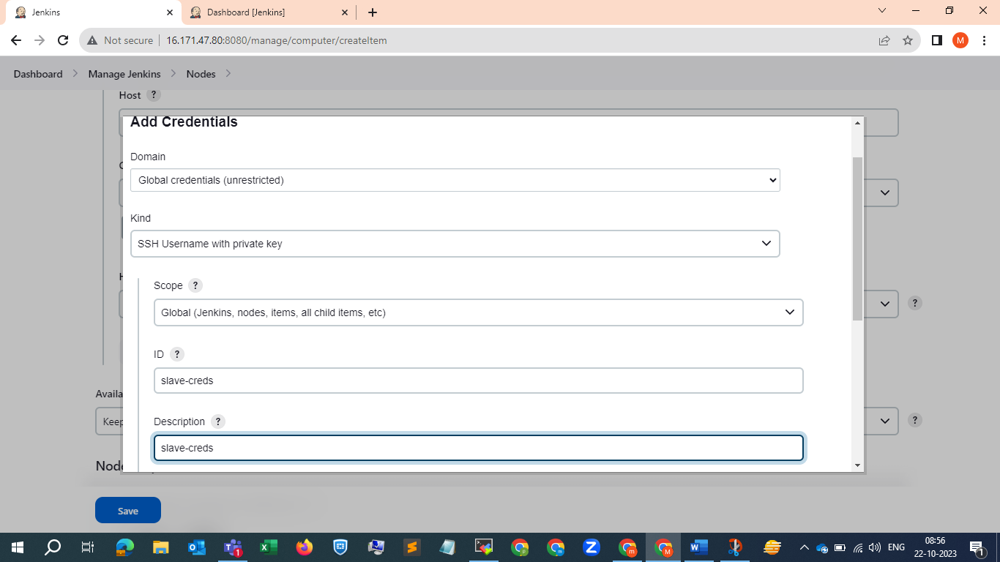 Jenkins
Dashboard [Jenkins]
Not secure
16.171.47.80:8080/manage/computer/createItem
M
Dashboard
Manage Jenkins
Nodes
Host ?
Add Credentials
Domain
Global credentials (unrestricted)
Kind
SSH Username with private key
Scope ?
Global (Jenkins, nodes, items, all child items, etc)
?
ID ?
slave-creds
Description ?
Availa
slave-creds
Keep
?
Node
Save
08:56
ENG
22-10-2023
1